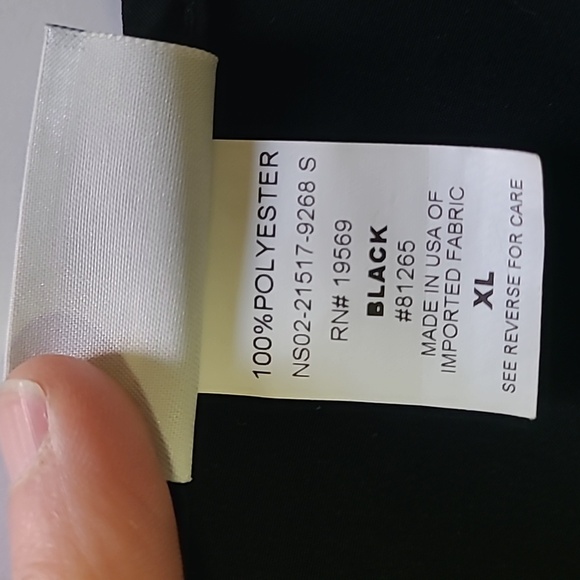 100%POLYESTER
NS02-21517-9268 S
RN# 19569
BLACK
#81265
MADE IN USA OF
IMPORTED FABRIC
XL
SEE REVERSE FOR CARE